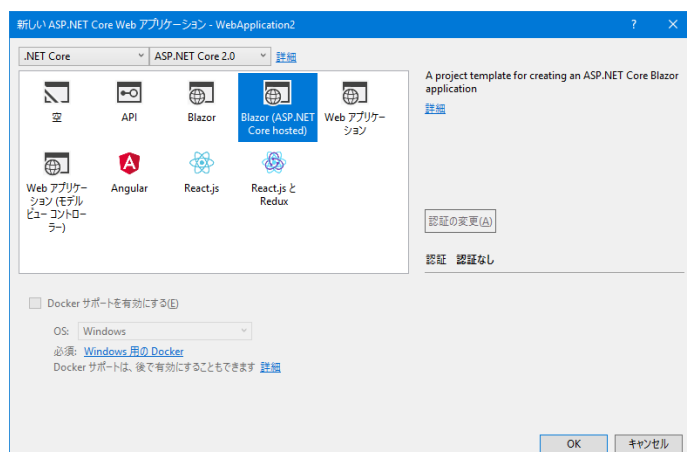 新しい ASP.NET Core Web アプリケーション - WebApplication2
.NET Core
ASP.NET Core 2.0
詳細
空
API
Blazor
Blazor (ASP.NET
Core hosted)
Web アプリケー
ション
Web アプリケー
ション (モデル
ビュー コントロー
ラー)
Angular
React.js
React.js と
Redux
A project template for creating an ASP.NET Core Blazor
application
詳細
認証の変更(A)
認証 認証なし
Docker サポートを有効にする(E)
OS: Windows
必須: Windows 用の Docker
Docker サポートは、後で有効にすることもできます 詳細
OK
キャンセル